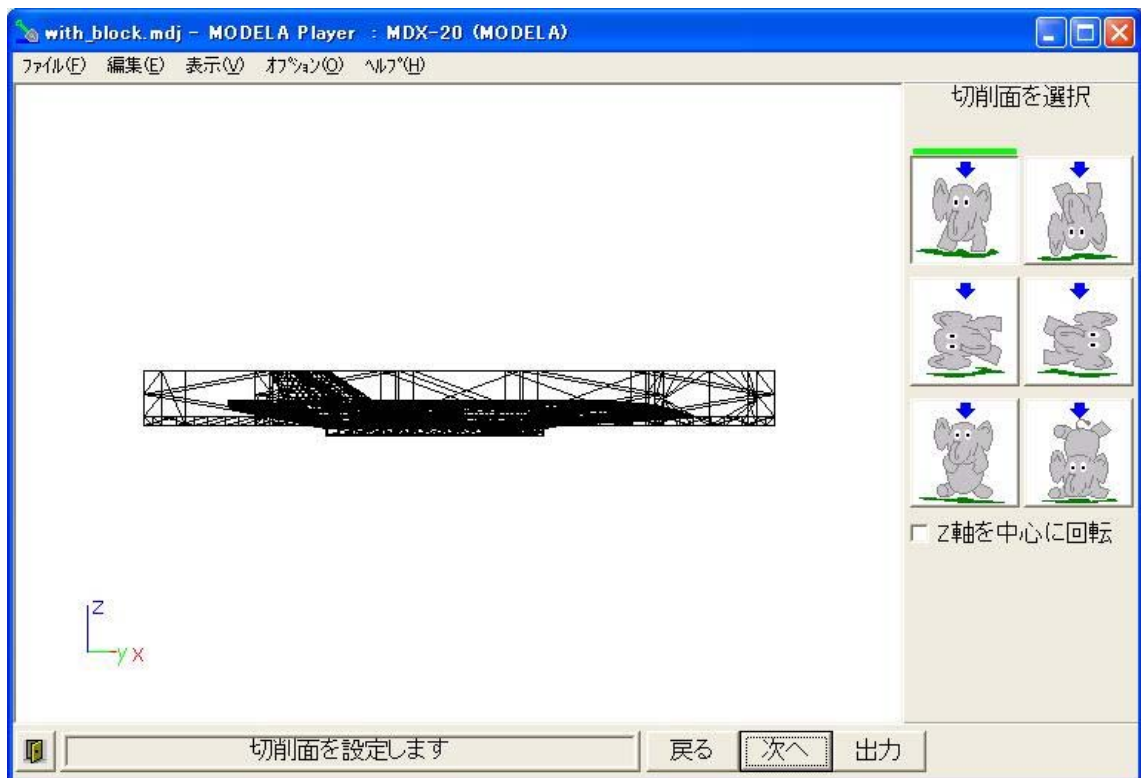 with_block.mdj - MODELA Player : MDX-20 (MODELA)
ファイル(F) 編集(E) 表示(V) オプション(O) ヘルプ(H)
切削面を選択
Z軸を中心に回転
Z
y X
切削面を設定します 戻る 次へ 出力